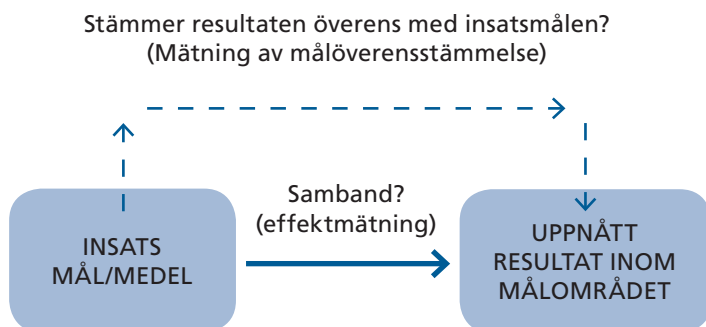 Stämmer resultaten överens med insatsmålen?
(Mätning av målöverensstämmelse)
Samband?
(effektmätning)
INSATS
MÅL/MEDEL
UPPNÅTT
RESULTAT INOM
MÅLOMRÅDET